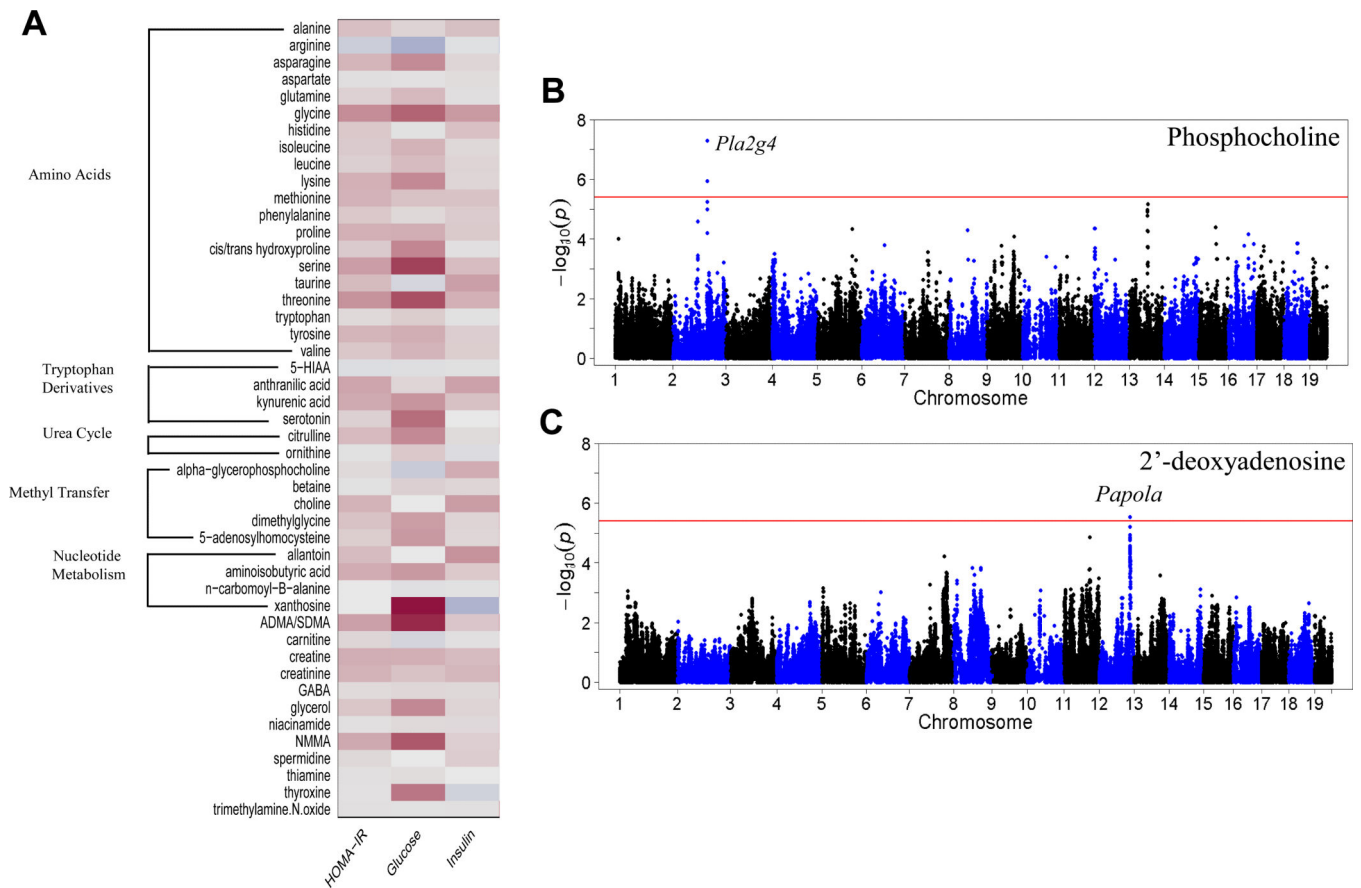 A
alanine
arginine
asparagine
aspartate
glutamine
glycine
histidine
isoleucine
leucine
lysine
methionine
phenylalanine
proline
cis/trans hydroxyproline
serine
taurine
threonine
tryptophan
tyrosine
valine
5-HIAA
anthranilic acid
kynurenic acid
serotonin
citrulline
ornithine
alpha-glycerophosphocholine
betaine
choline
dimethylglycine
5-adenosylhomocysteine
allantoin
aminoisobutyric acid
n-carbomoyl-B-alanine
xanthosine
ADMA/SDMA
carnitine
creatine
creatinine
GABA
glycerol
niacinamide
NMMA
spermidine
thiamine
thyroxine
trimethylamine.N.oxide
Amino Acids
Tryptophan
Derivatives
Urea Cycle
Methyl Transfer
Nucleotide
Metabolism
HOMA-IR
Glucose
Insulin
B
Phosphocholine
Pla2g4
8
6
4
2
0
−log10(p)
1 2 3 4 5 6 7 8 9 10 11 12 13 14 15 16 17 18 19
Chromosome
C
2'-deoxyadenosine
Papola
8
6
4
2
0
−log10(p)
1 2 3 4 5 6 7 8 9 10 11 12 13 14 15 16 17 18 19
Chromosome